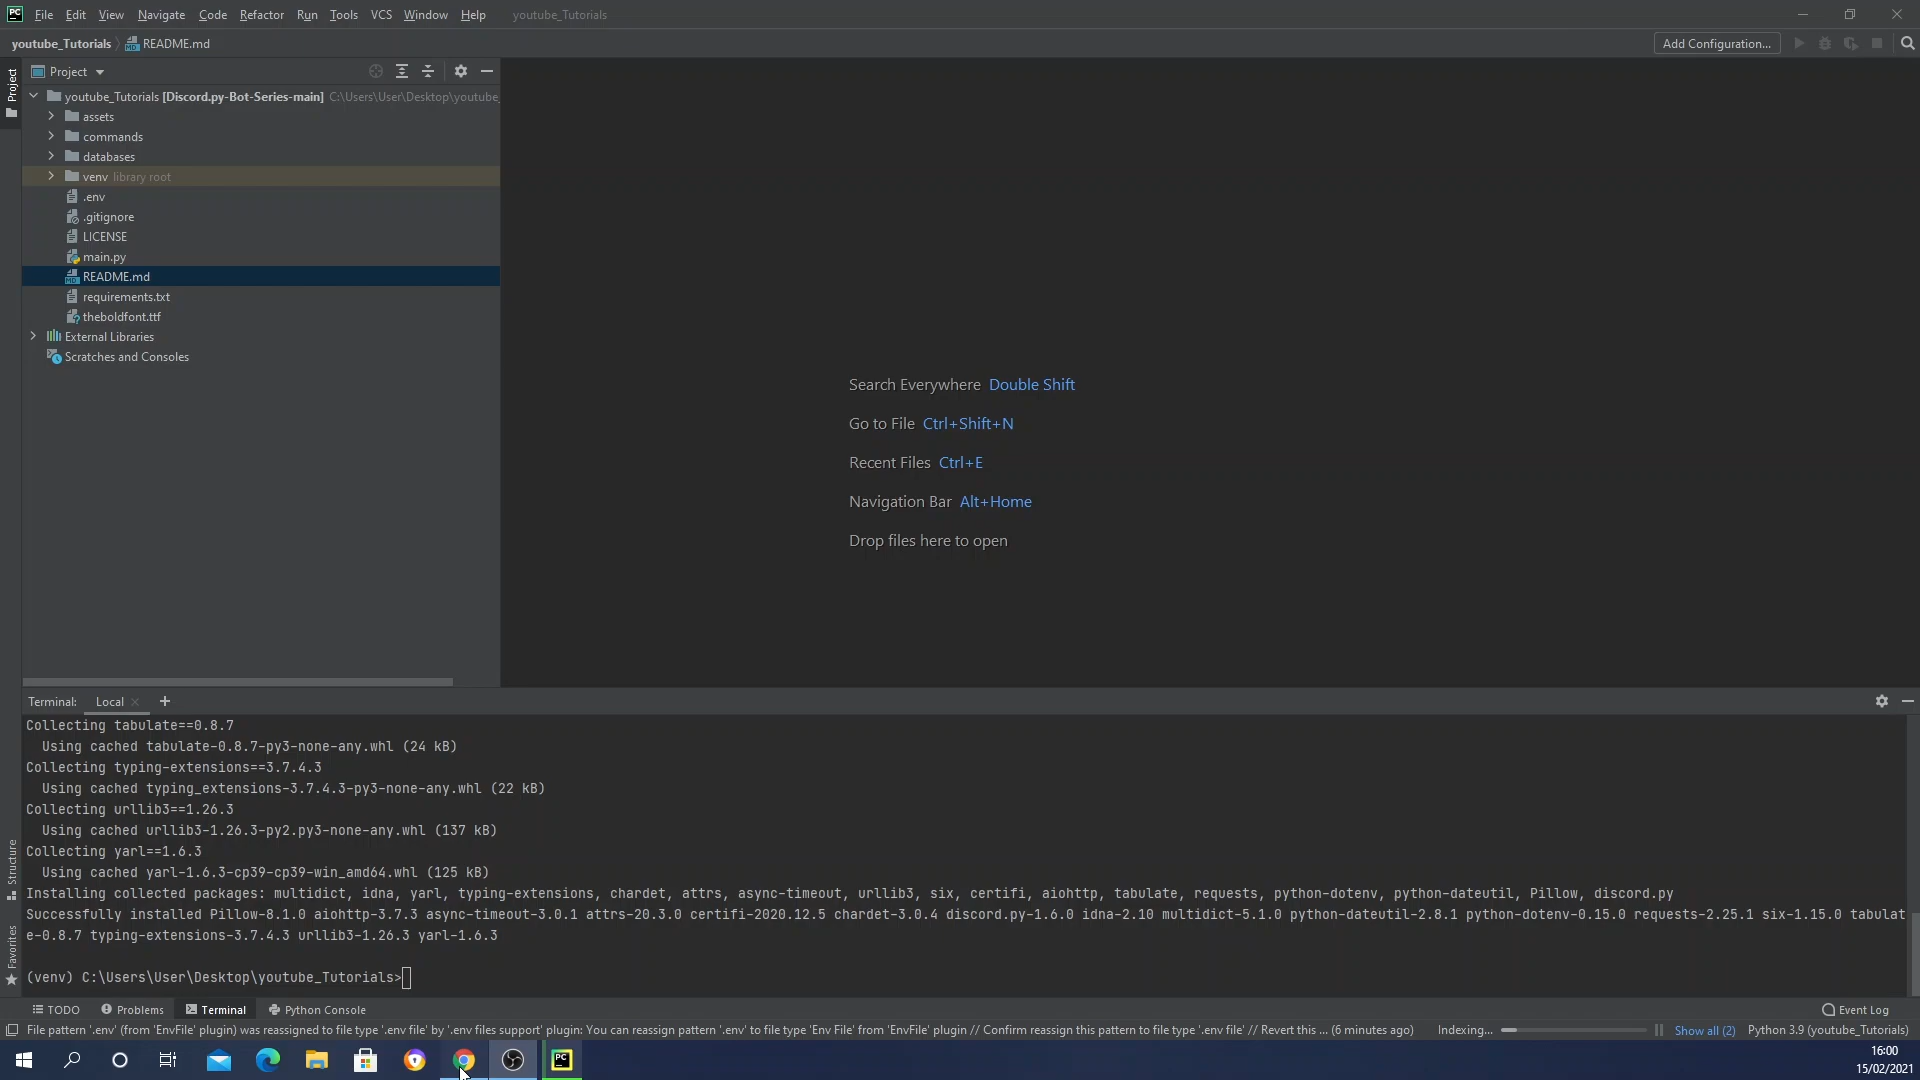 PC File Edit View Navigate Code Refactor Run Tools VCS Window Help youtube_Tutorials
youtube_Tutorials README.md Add Configuration...
Project
Project
youtube_Tutorials [Discord.py-Bot-Series-main] C:\Users\User\Desktop\youtube_
assets
commands
databases
venv library root
.env
.gitignore
LICENSE
main.py
README.md
requirements.txt
theboldfont.ttf
External Libraries
Scratches and Consoles
Search Everywhere Double Shift
Go to File Ctrl+Shift+N
Recent Files Ctrl+E
Navigation Bar Alt+Home
Drop files here to open
Terminal: Local
Collecting tabulate==0.8.7
Using cached tabulate-0.8.7-py3-none-any.whl (24 kB)
Collecting typing-extensions==3.7.4.3
Using cached typing_extensions-3.7.4.3-py3-none-any.whl (22 kB)
Collecting urllib3==1.26.3
Using cached urllib3-1.26.3-py2.py3-none-any.whl (137 kB)
Collecting yarl==1.6.3
Using cached yarl-1.6.3-cp39-cp39-win_amd64.whl (125 kB)
Installing collected packages: multidict, idna, yarl, typing-extensions, chardet, attrs, async-timeout, urllib3, six, certifi, aiohttp, tabulate, requests, python-dotenv, python-dateutil, Pillow, discord.py
Successfully installed Pillow-8.1.0 aiohttp-3.7.3 async-timeout-3.0.1 attrs-20.3.0 certifi-2020.12.5 chardet-3.0.4 discord.py-1.6.0 idna-2.10 multidict-5.1.0 python-dateutil-2.8.1 python-dotenv-0.15.0 requests-2.25.1 six-1.15.0 tabulat
e-0.8.7 typing-extensions-3.7.4.3 urllib3-1.26.3 yarl-1.6.3
(venv) C:\Users\User\Desktop\youtube_Tutorials>
Structure
Favorites
TODO Problems Terminal Python Console Event Log
File pattern '.env' (from 'EnvFile' plugin) was reassigned to file type '.env file' by '.env files support' plugin: You can reassign pattern '.env' to file type 'Env File' from 'EnvFile' plugin // Confirm reassign this pattern to file type '.env file' // Revert this ... (6 minutes ago) Indexing... Show all (2) Python 3.9 (youtube_Tutorials)
PC
16:00
15/02/2021